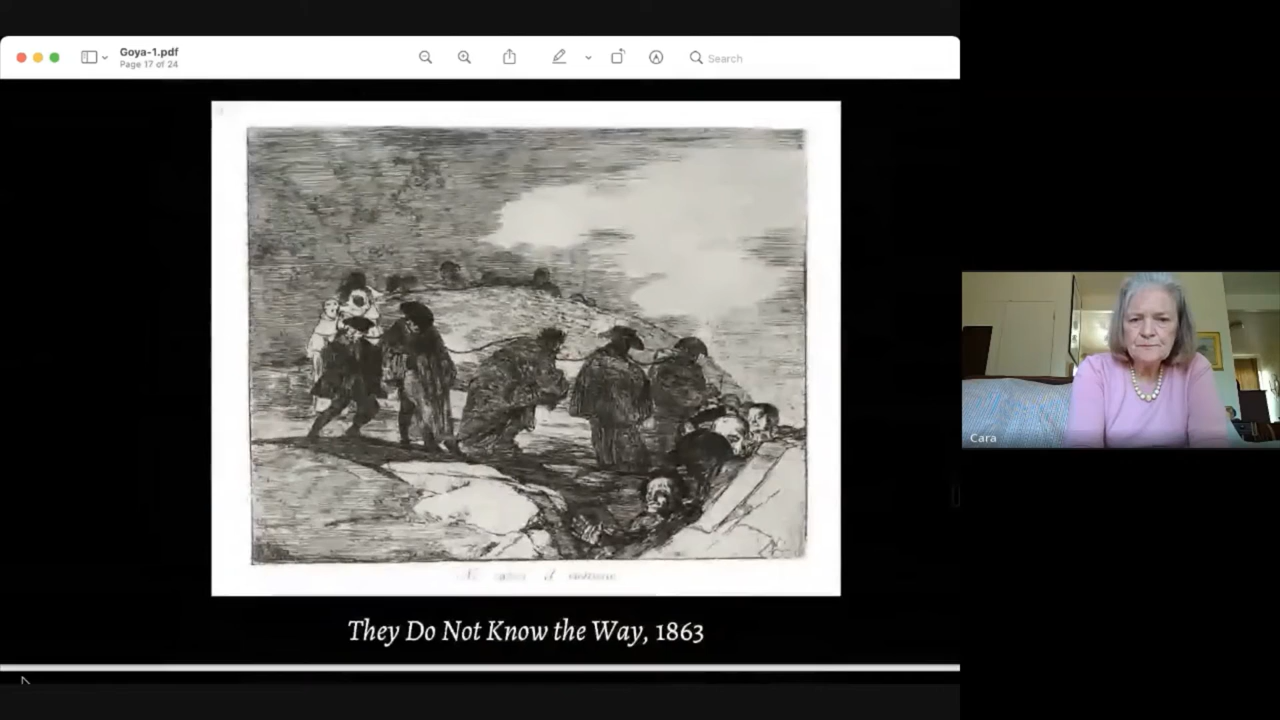 Goya-1.pdf
Page 17 of 24
Search
They Do Not Know the Way, 1863
Cara